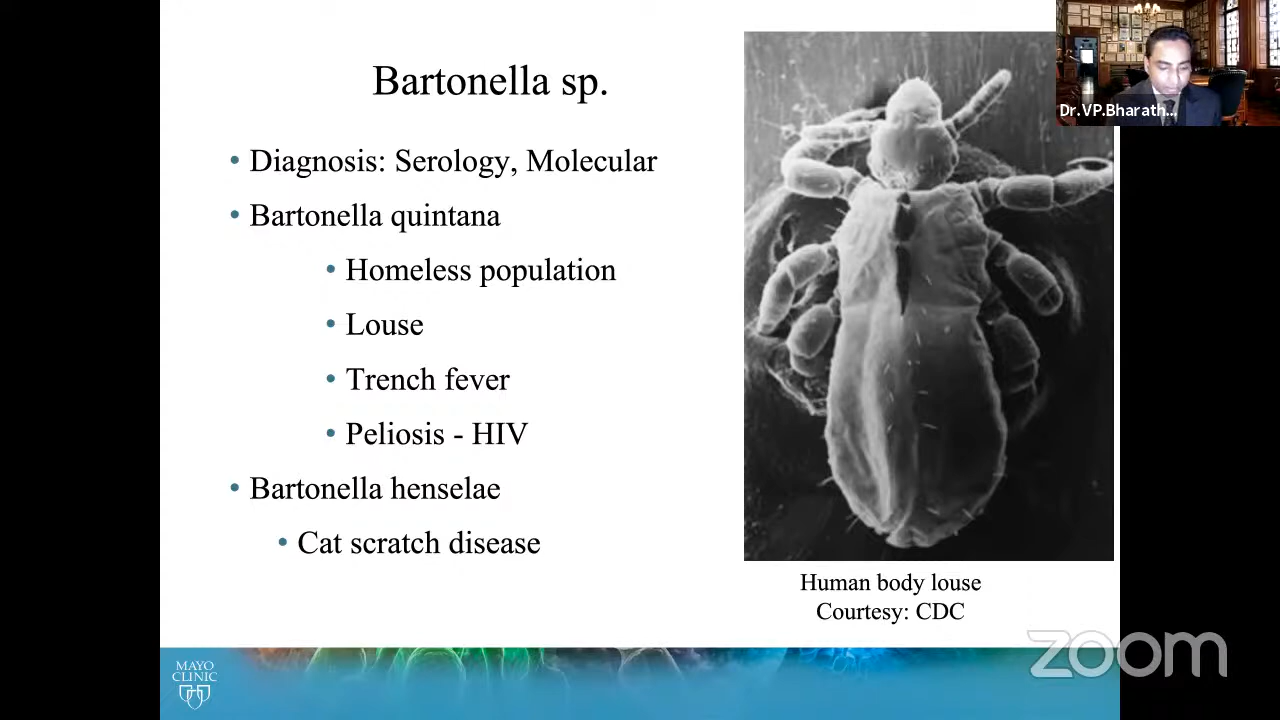 Bartonella sp.
• Diagnosis: Serology, Molecular
• Bartonella quintana
• Homeless population
• Louse
• Trench fever
• Peliosis - HIV
• Bartonella henselae
• Cat scratch disease
Dr.VP.Bharath...
Human body louse
Courtesy: CDC
MAYO
CLINIC
zoom